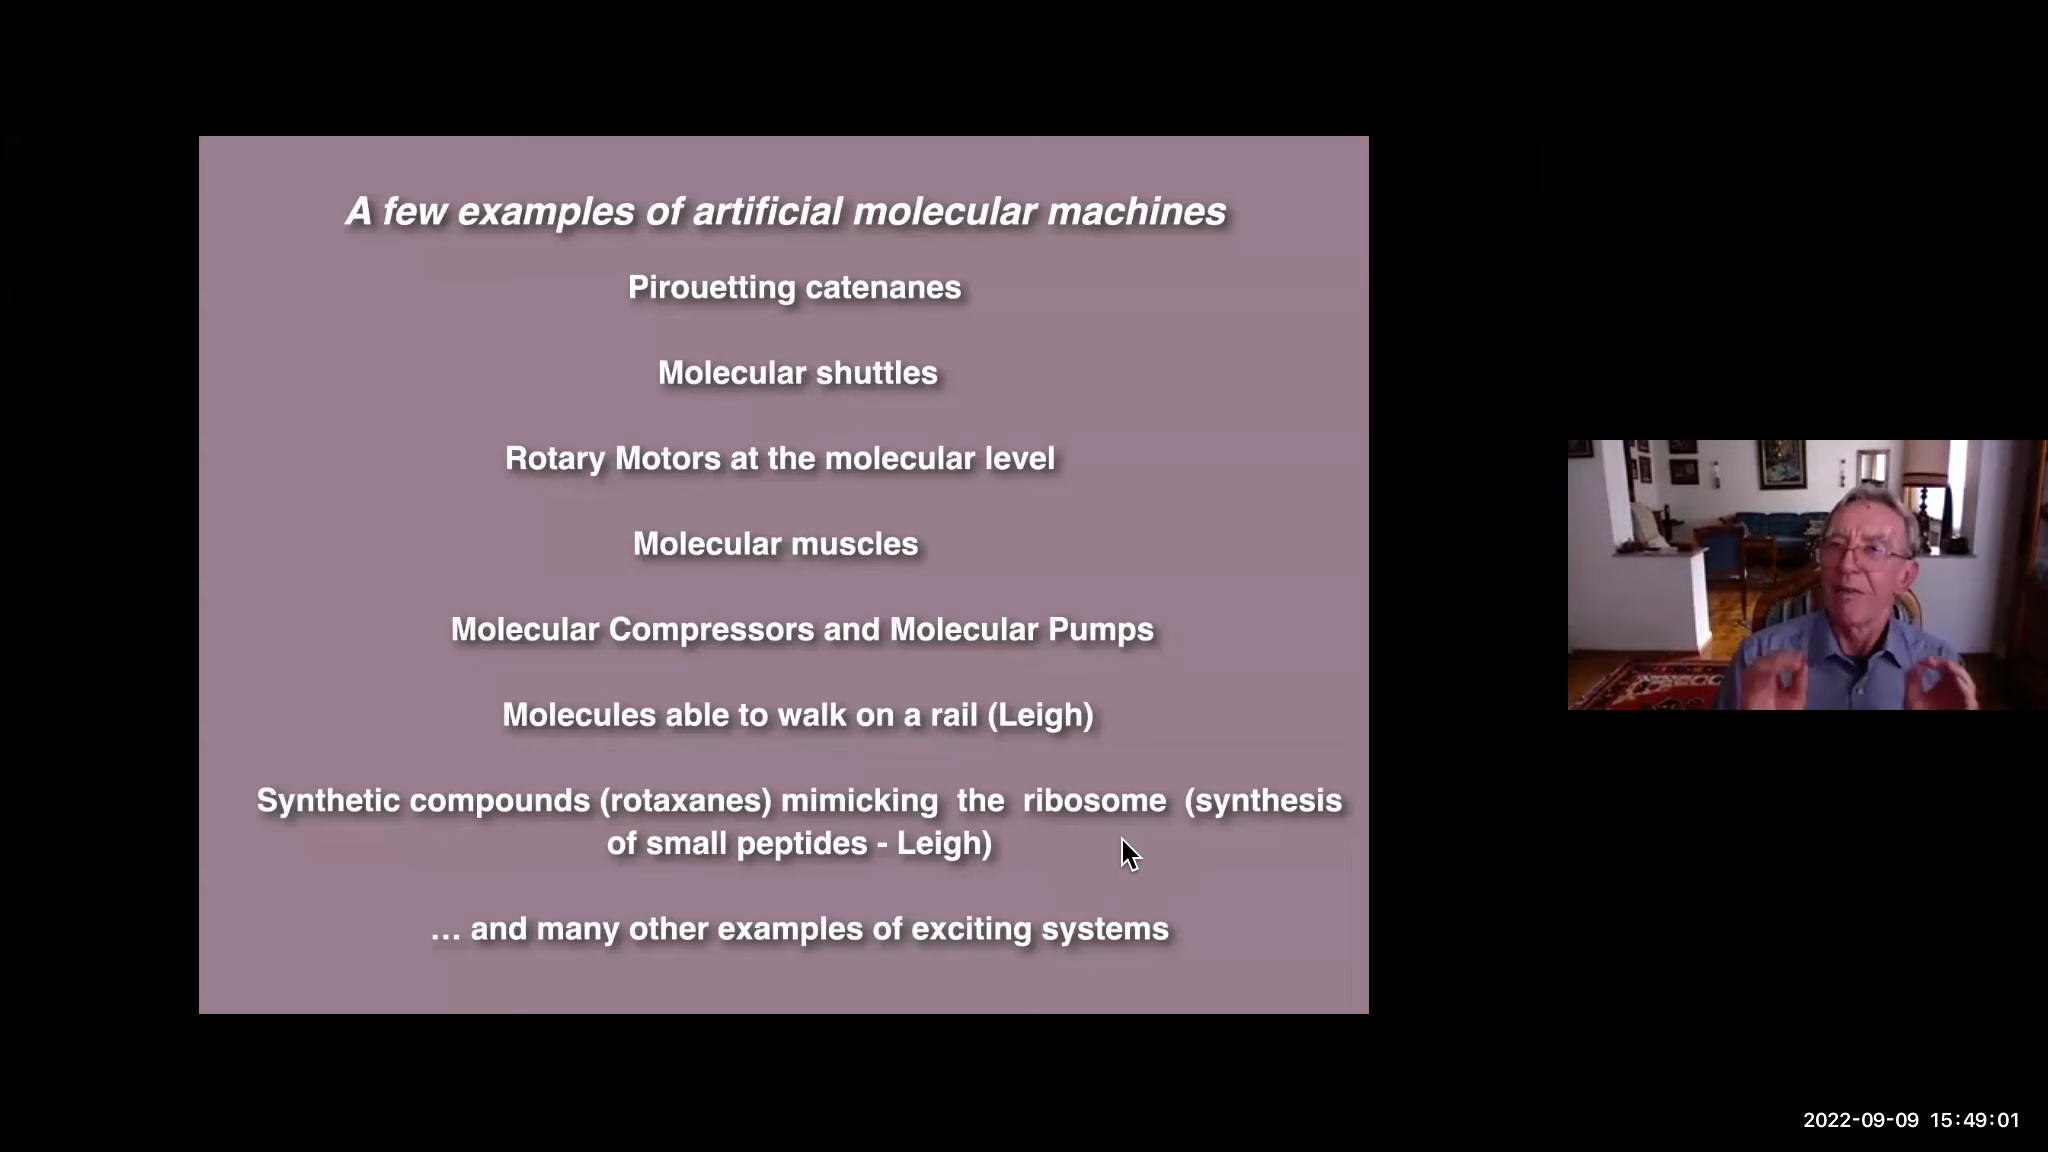 A few examples of artificial molecular machines
Pirouetting catenanes
Molecular shuttles
Rotary Motors at the molecular level
Molecular muscles
Molecular Compressors and Molecular Pumps
Molecules able to walk on a rail (Leigh)
Synthetic compounds (rotaxanes) mimicking the ribosome (synthesis
of small peptides - Leigh)
... and many other examples of exciting systems
2022-09-09 15:49:01